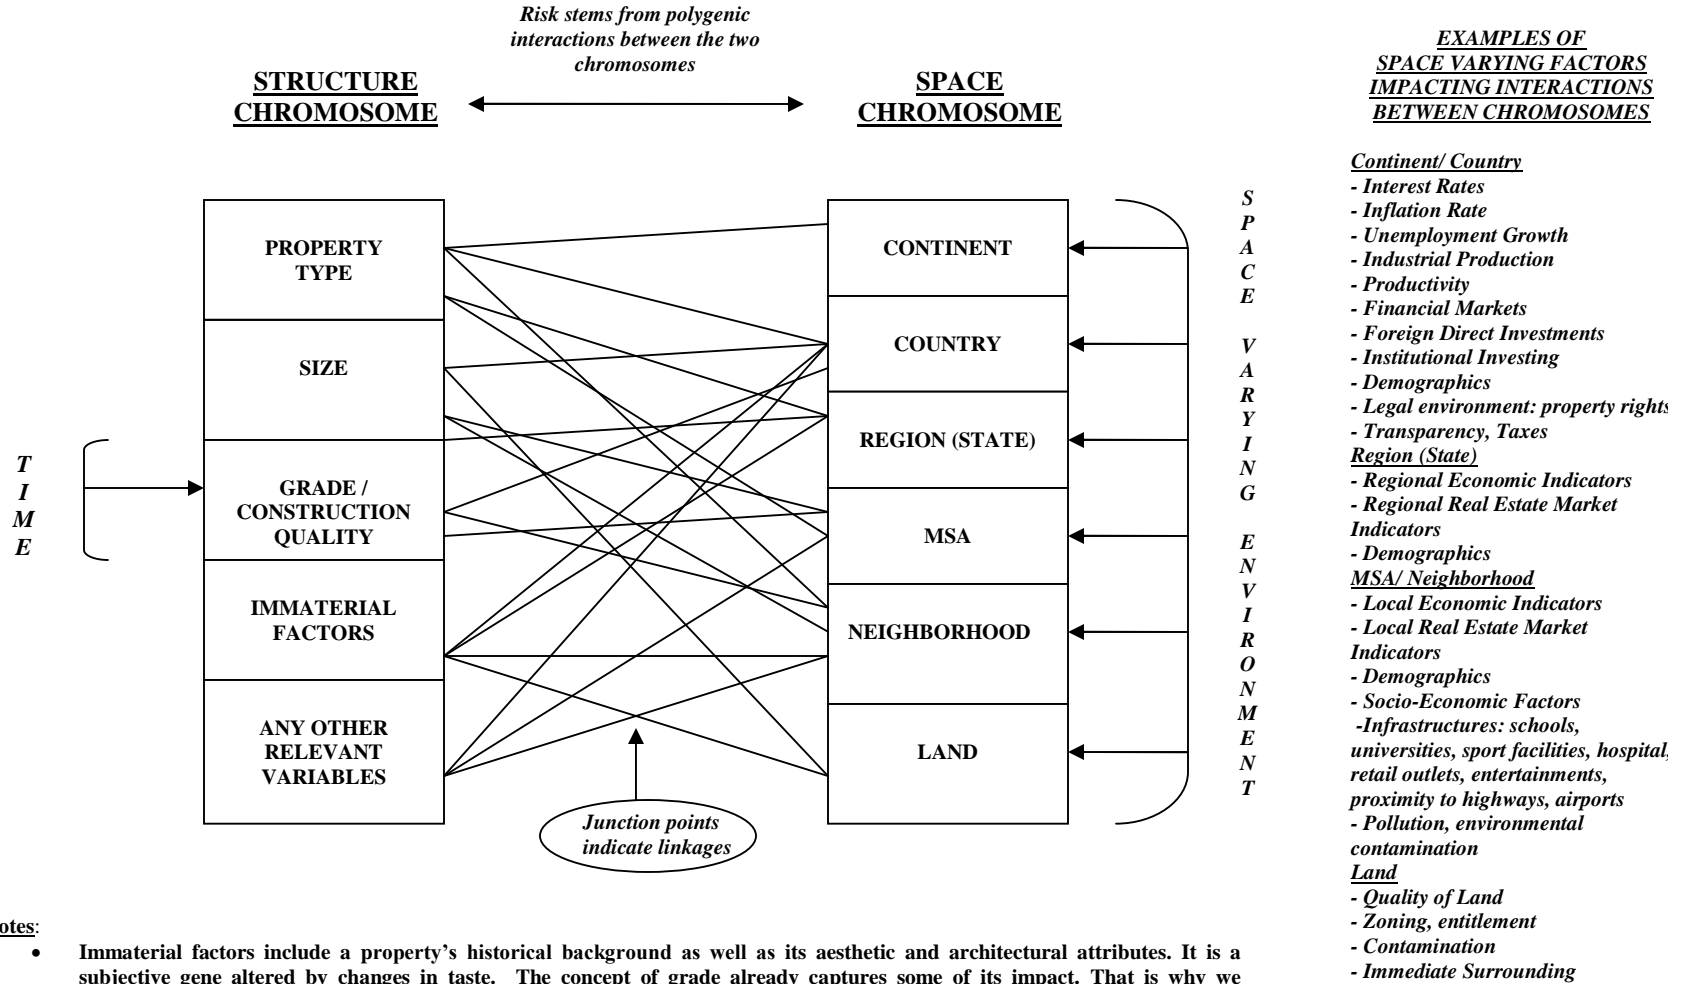 Risk stems from polygenic
interactions between the two
chromosomes
STRUCTURE
CHROMOSOME
SPACE
CHROMOSOME
EXAMPLES OF
SPACE VARYING FACTORS
IMPACTING INTERACTIONS
BETWEEN CHROMOSOMES
TIME
PROPERTY
TYPE
SIZE
GRADE /
CONSTRUCTION
QUALITY
IMMATERIAL
FACTORS
ANY OTHER
RELEVANT
VARIABLES
CONTINENT
COUNTRY
REGION (STATE)
MSA
NEIGHBORHOOD
LAND
SPACE VARYING ENVIRONMENT
Junction points
indicate linkages
Continent/ Country
- Interest Rates
- Inflation Rate
- Unemployment Growth
- Industrial Production
- Productivity
- Financial Markets
- Foreign Direct Investments
- Institutional Investing
- Demographics
- Legal environment: property rights
- Transparency, Taxes
Region (State)
- Regional Economic Indicators
- Regional Real Estate Market
Indicators
- Demographics
MSA/ Neighborhood
- Local Economic Indicators
- Local Real Estate Market
Indicators
- Demographics
- Socio-Economic Factors
-Infrastructures: schools,
universities, sport facilities, hospital,
retail outlets, entertainments,
proximity to highways, airports
- Pollution, environmental
contamination
Land
- Quality of Land
- Zoning, entitlement
- Contamination
- Immediate Surrounding
otes:
• Immaterial factors include a property’s historical background as well as its aesthetic and architectural attributes. It is a
subjective gene altered by changes in taste. The concept of grade already captures some of its impact. That is why we